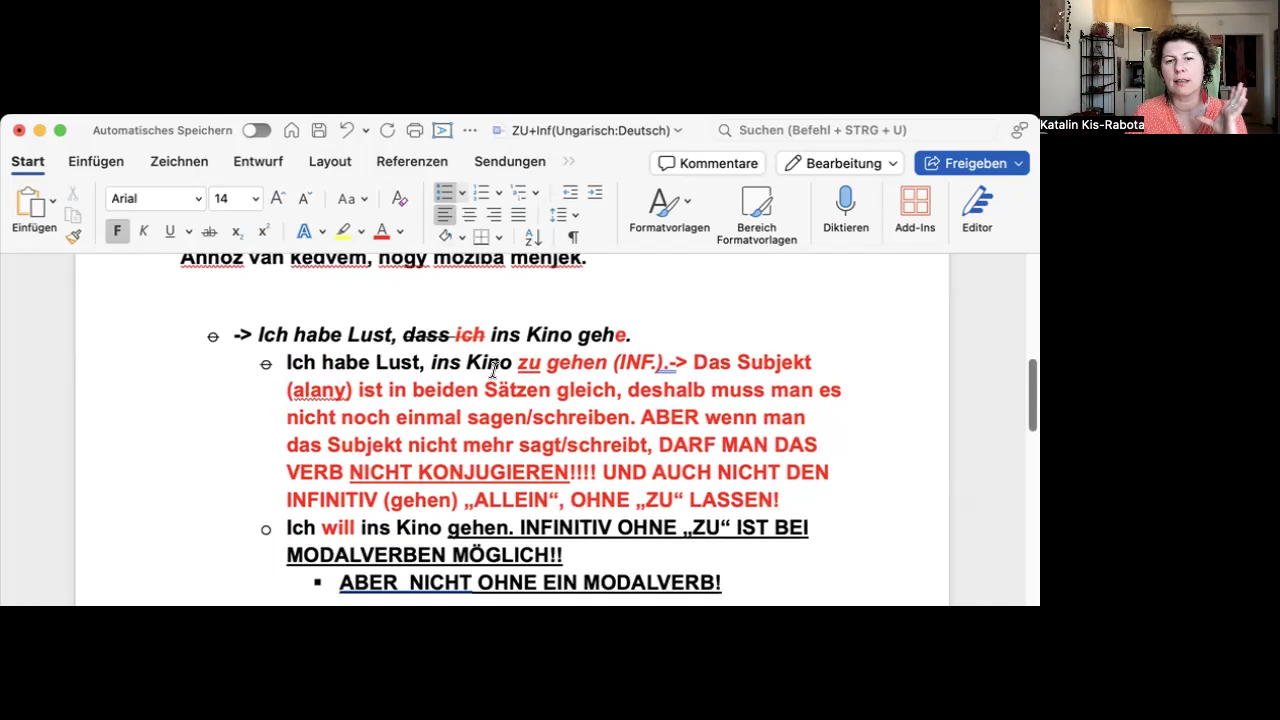 Katalin Kis-Rabota
Automatisches Speichern
ZU+Inf(Ungarisch:Deutsch)
Suchen (Befehl + STRG + U)
Start Einfügen Zeichnen Entwurf Layout Referenzen Sendungen
Kommentare Bearbeitung Freigeben
Einfügen
Arial 14
Aa
F K U ab x₂ x²
Formatvorlagen
Bereich
Formatvorlagen
Diktieren
Add-Ins
Editor
Ahhoz van kedvem, hogy moziba menjek.
-> Ich habe Lust, dass ich ins Kino gehe.
Ich habe Lust, ins Kino zu gehen (INF.).-> Das Subjekt
(alany) ist in beiden Sätzen gleich, deshalb muss man es
nicht noch einmal sagen/schreiben. ABER wenn man
das Subjekt nicht mehr sagt/schreibt, DARF MAN DAS
VERB NICHT KONJUGIEREN!!!! UND AUCH NICHT DEN
INFINITIV (gehen) „ALLEIN“, OHNE „ZU“ LASSEN!
Ich will ins Kino gehen. INFINITIV OHNE „ZU“ IST BEI
MODALVERBEN MÖGLICH!!
ABER NICHT OHNE EIN MODALVERB!